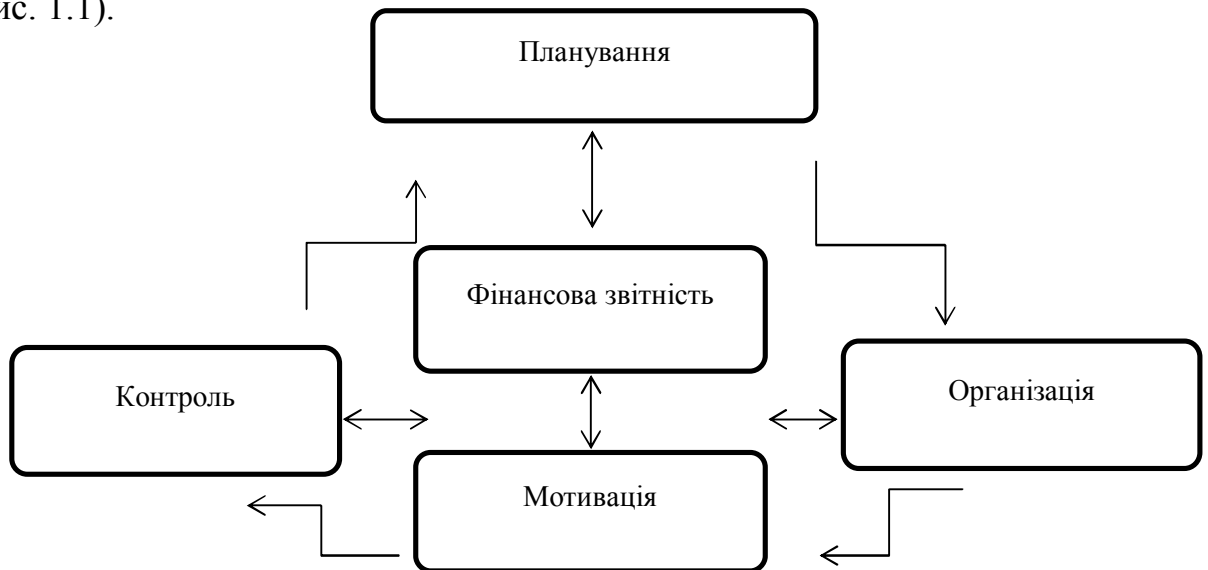 ис. 1.1).
Планування
Фінансова звітність
Контроль
Організація
Мотивація